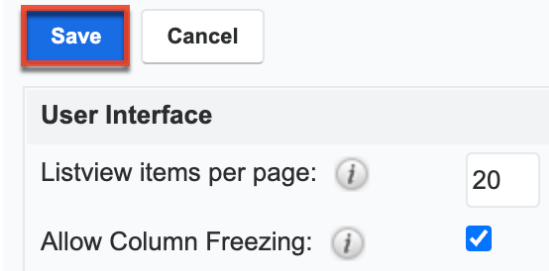 Save Cancel
User Interface
Listview items per page: i 20
Allow Column Freezing: i